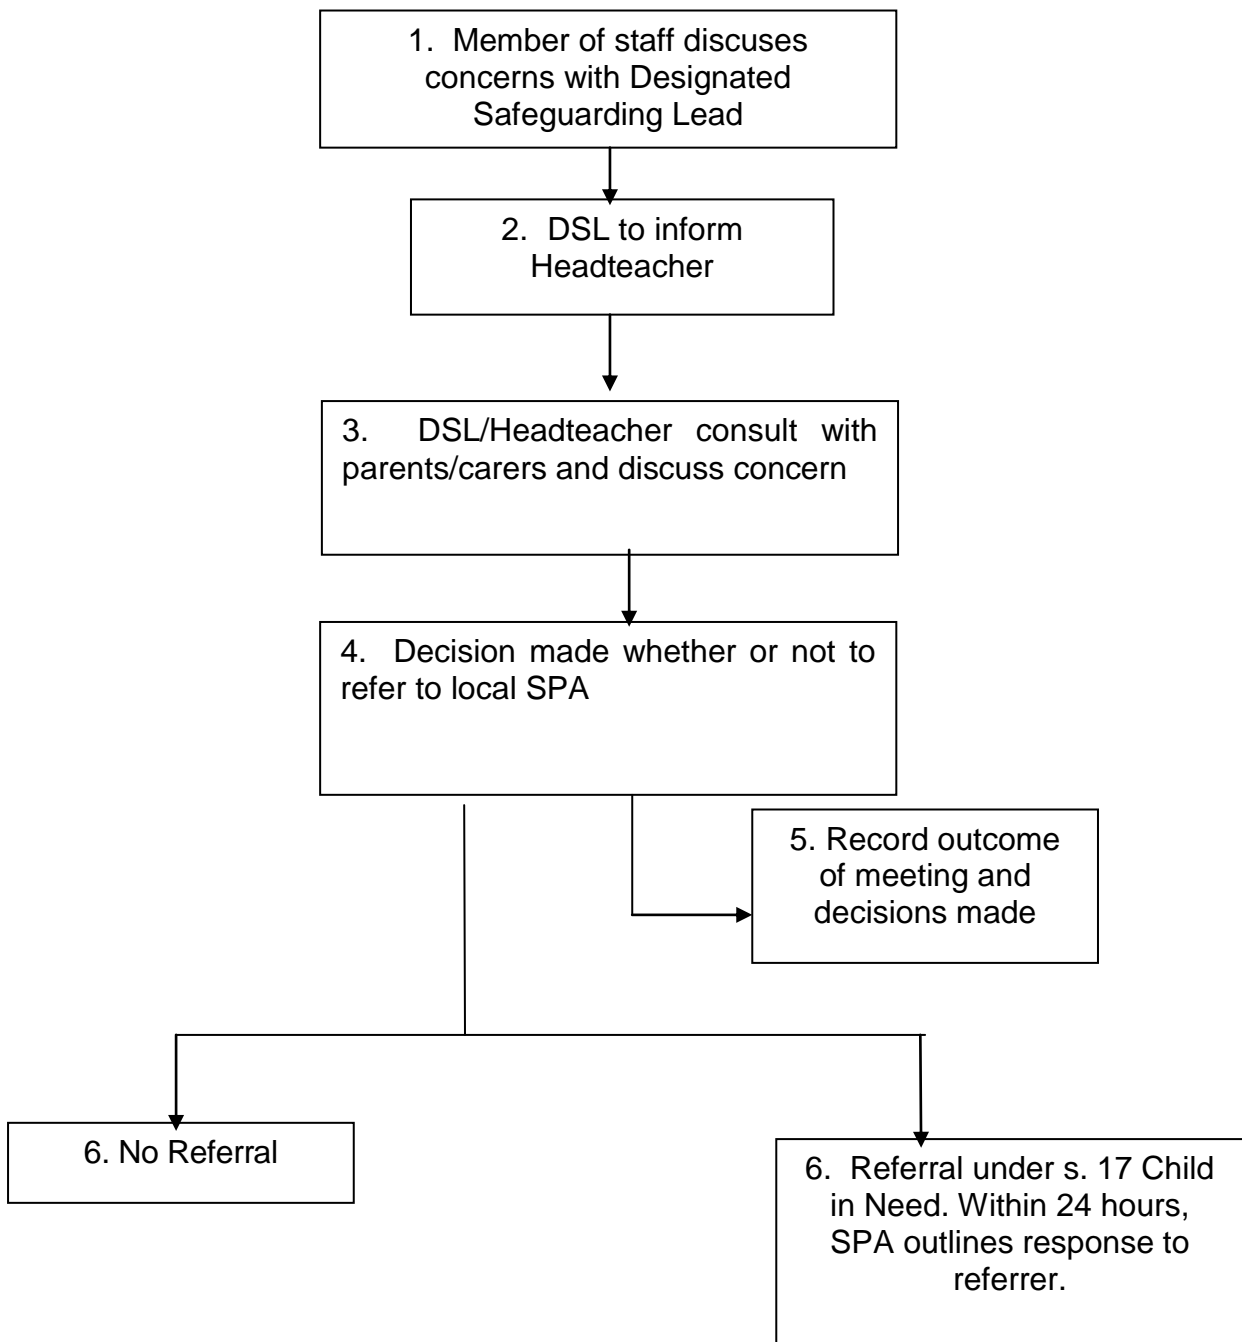 1. Member of staff discuses
concerns with Designated
Safeguarding Lead
2. DSL to inform
Headteacher
3. DSL/Headteacher consult with
parents/carers and discuss concern
4. Decision made whether or not to
refer to local SPA
5. Record outcome
of meeting and
decisions made
6. No Referral
6. Referral under s. 17 Child
in Need. Within 24 hours,
SPA outlines response to
referrer.